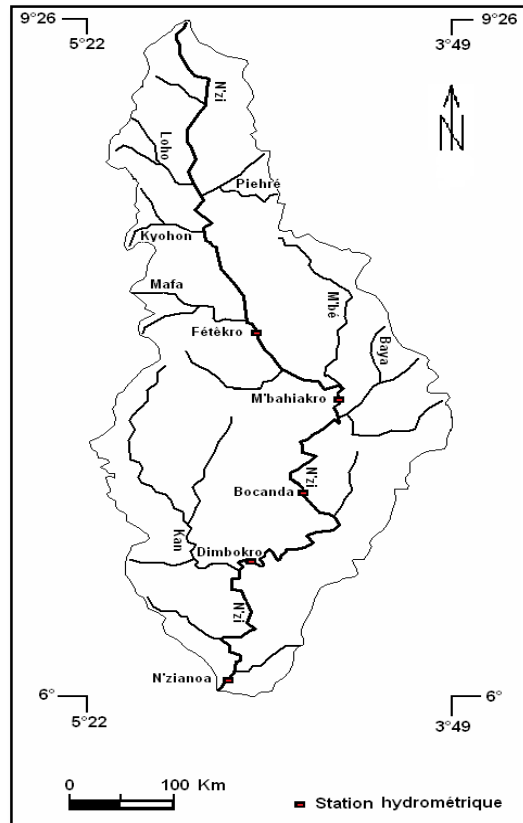 9°26
9°26
5°22
3°49
N'zi
N
Loho
Piehré
Kyohon
Mafa
M'bé
Fétêkro
Baya
M'bahiakro
N'zi
Bocanda
Kan
Dimbokro
N'zi
N'zianoa
6°
6°
5°22
3°49
0 100 Km
Station hydrométrique